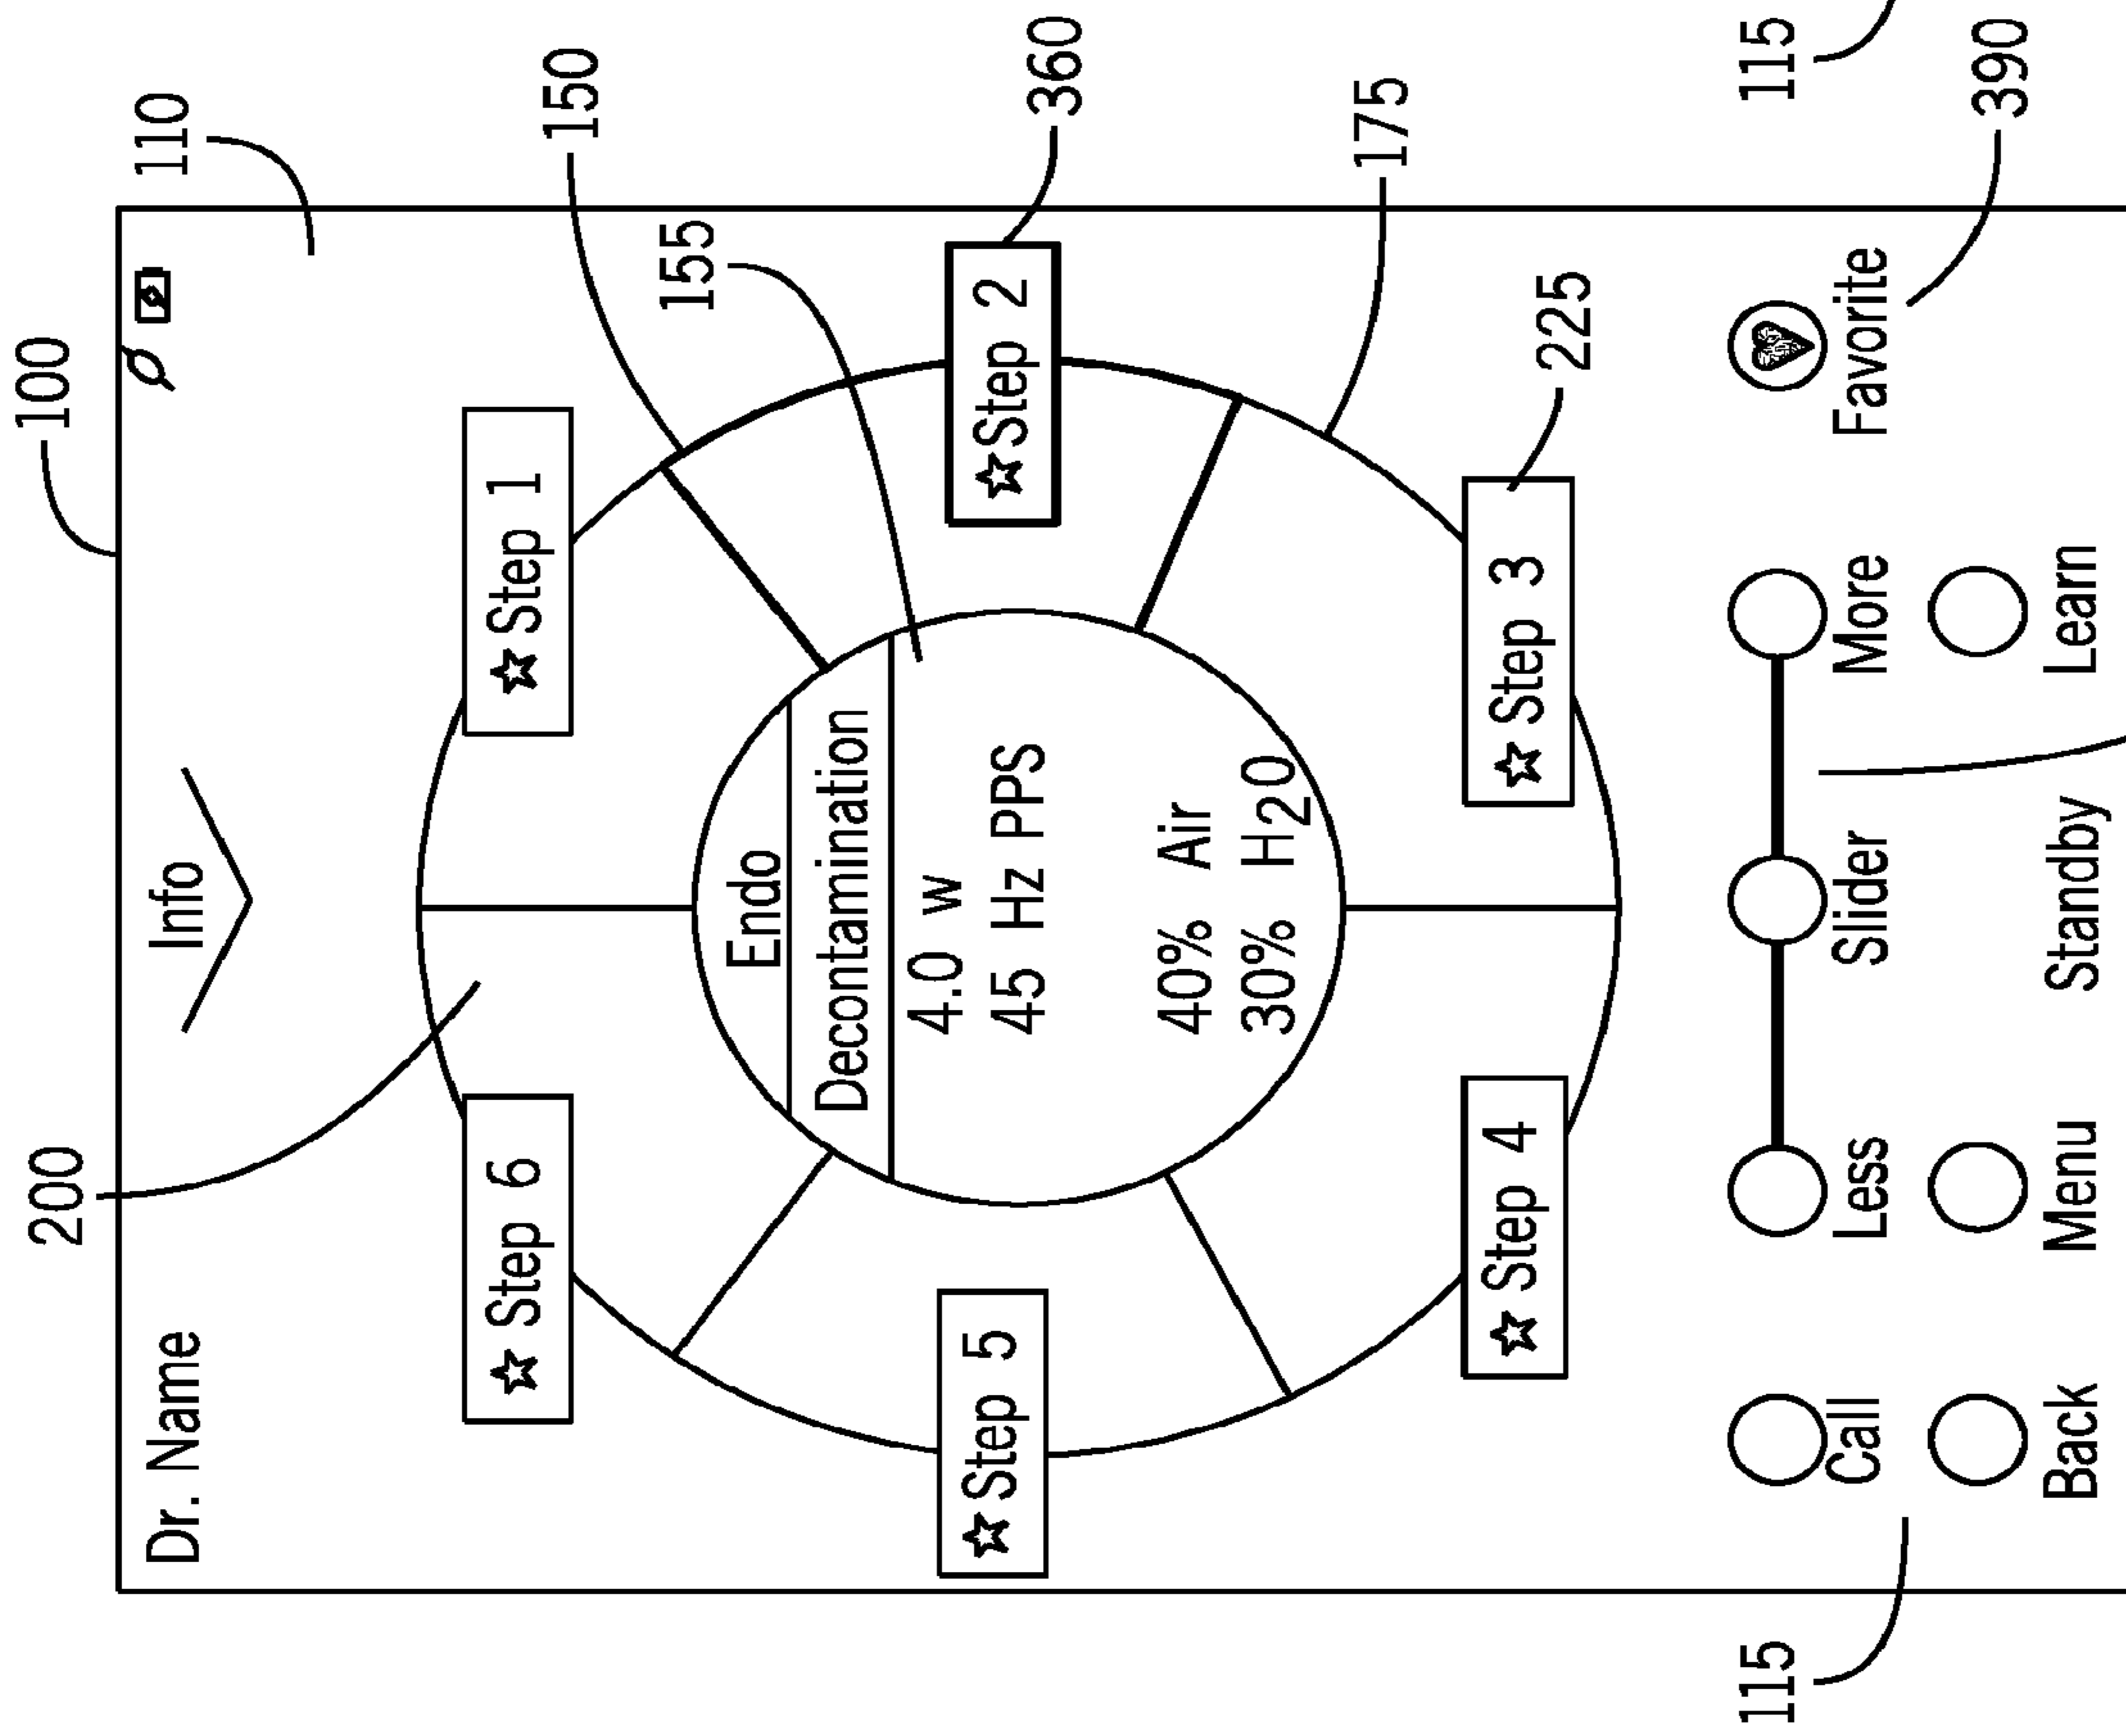 100
110
200
Dr. Name
Info
150
155
360
175
225
☆Step 1
☆Step 2
☆Step 3
☆Step 4
☆Step 5
☆Step 6
Endo
Decontamination
4.0 w
45 Hz PPS
40% Air
30% H2O
Call
Less
Slider
More
Favorite
Back
Menu
Standby
Learn
115
115
390